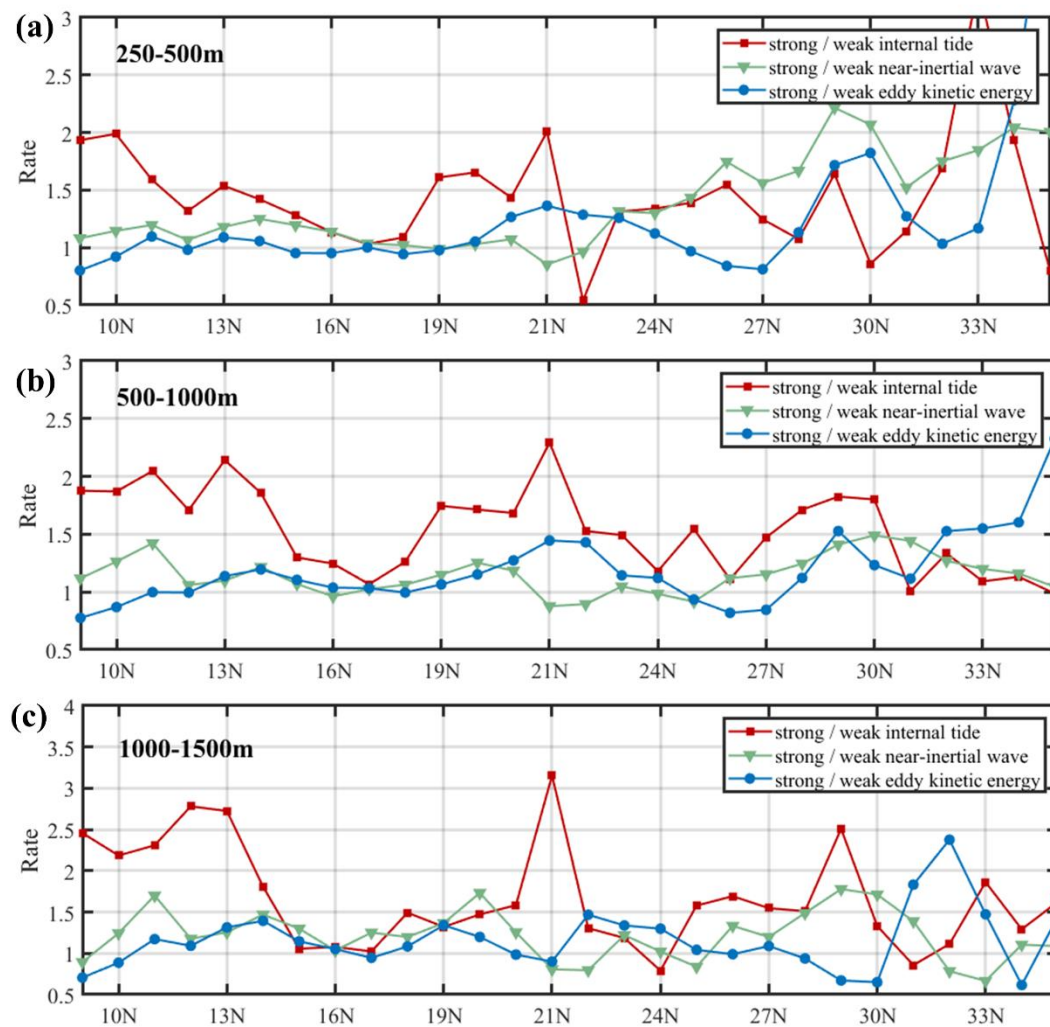 (a)
250-500m
strong / weak internal tide
strong / weak near-inertial wave
strong / weak eddy kinetic energy
Rate
3
2.5
2
1.5
1
0.5
10N 13N 16N 19N 21N 24N 27N 30N 33N
(b)
500-1000m
strong / weak internal tide
strong / weak near-inertial wave
strong / weak eddy kinetic energy
Rate
3
2.5
2
1.5
1
0.5
10N 13N 16N 19N 21N 24N 27N 30N 33N
(c)
1000-1500m
strong / weak internal tide
strong / weak near-inertial wave
strong / weak eddy kinetic energy
Rate
4
3.5
3
2.5
2
1.5
1
0.5
10N 13N 16N 19N 21N 24N 27N 30N 33N